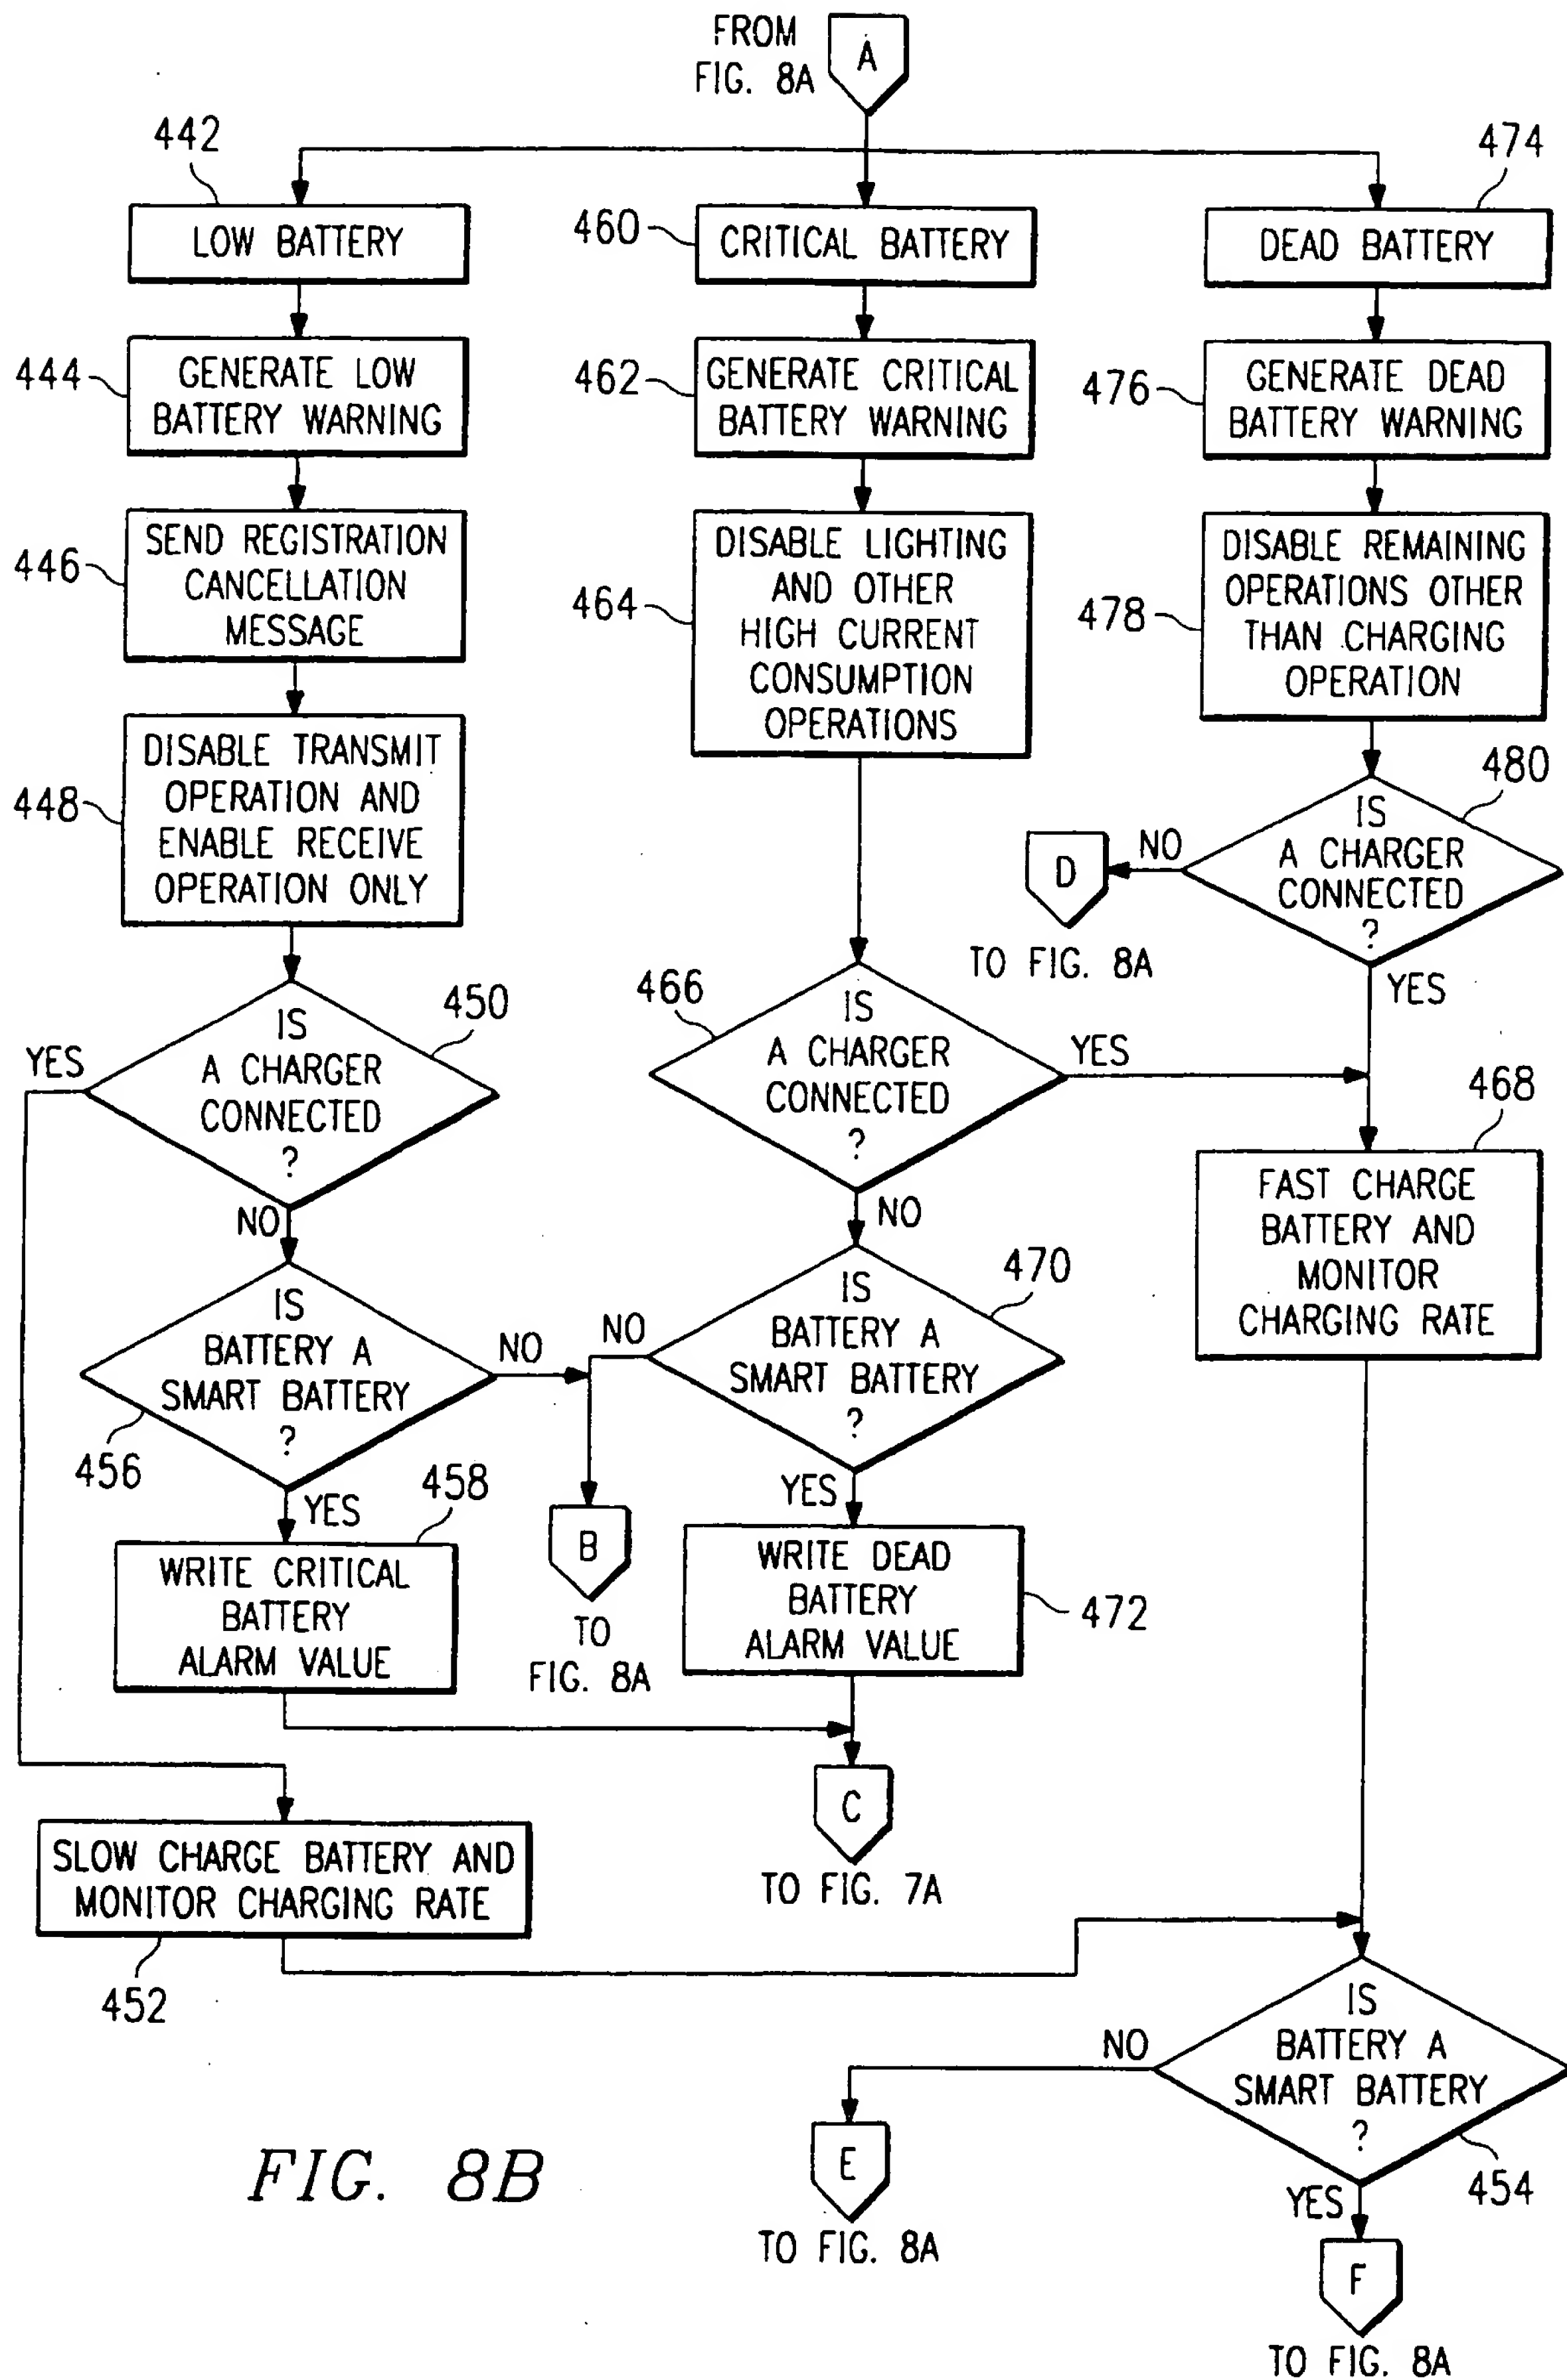 FROM
FIG. 8A
A
442
LOW BATTERY
444
GENERATE LOW
BATTERY WARNING
446
SEND REGISTRATION
CANCELLATION
MESSAGE
448
DISABLE TRANSMIT
OPERATION AND
ENABLE RECEIVE
OPERATION ONLY
450
IS
A CHARGER
CONNECTED
?
YES
NO
456
IS
BATTERY A
SMART BATTERY
?
NO
YES
458
WRITE CRITICAL
BATTERY
ALARM VALUE
B
TO
FIG. 8A
460
CRITICAL BATTERY
462
GENERATE CRITICAL
BATTERY WARNING
464
DISABLE LIGHTING
AND OTHER
HIGH CURRENT
CONSUMPTION
OPERATIONS
466
IS
A CHARGER
CONNECTED
?
YES
NO
470
IS
BATTERY A
SMART BATTERY
?
NO
YES
472
WRITE DEAD
BATTERY
ALARM VALUE
C
TO FIG. 7A
474
DEAD BATTERY
476
GENERATE DEAD
BATTERY WARNING
478
DISABLE REMAINING
OPERATIONS OTHER
THAN CHARGING
OPERATION
480
IS
A CHARGER
CONNECTED
?
NO
D
TO FIG. 8A
YES
468
FAST CHARGE
BATTERY AND
MONITOR
CHARGING RATE
SLOW CHARGE BATTERY AND
MONITOR CHARGING RATE
452
IS
BATTERY A
SMART BATTERY
?
454
NO
E
TO FIG. 8A
YES
F
TO FIG. 8A
FIG. 8B